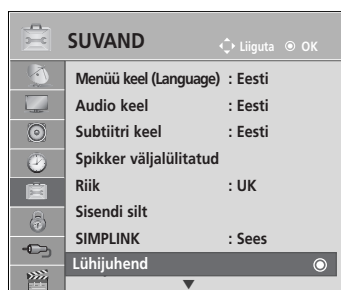 SUVAND Liiguta OK
Menüü keel (Language) : Eesti
Audio keel : Eesti
Subtiitri keel : Eesti
Spikker väljalülitatud
Riik : UK
Sisendi silt
SIMPLINK : Sees
Lühijuhend